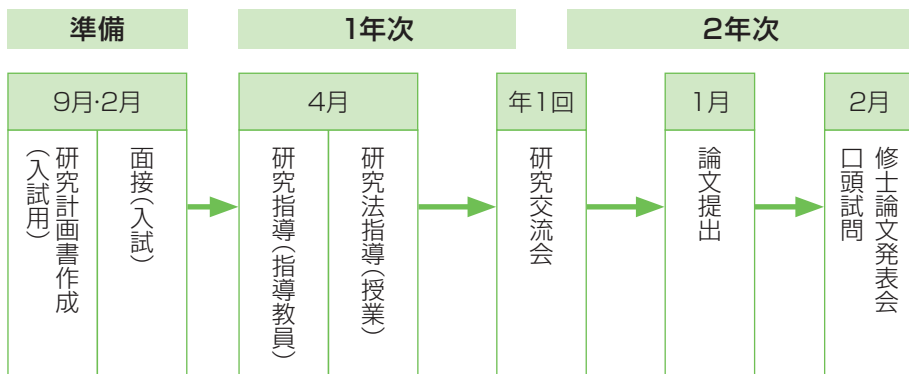 準備
1年次
2年次
9月・2月
研究計画書作成
（入試用）
面接（入試）
4月
研究指導（指導教員）
研究法指導（授業）
年1回
研究交流会
1月
論文提出
2月
修士論文発表会
口頭試問